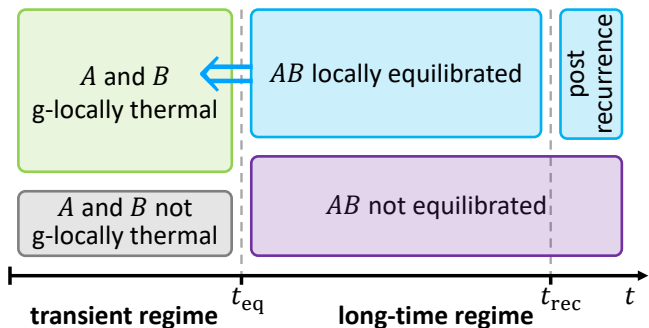 A and B
g-locally thermal
AB locally equilibrated
post
recurrence
A and B not
g-locally thermal
AB not equilibrated
t_eq
t_rec
t
transient regime
long-time regime